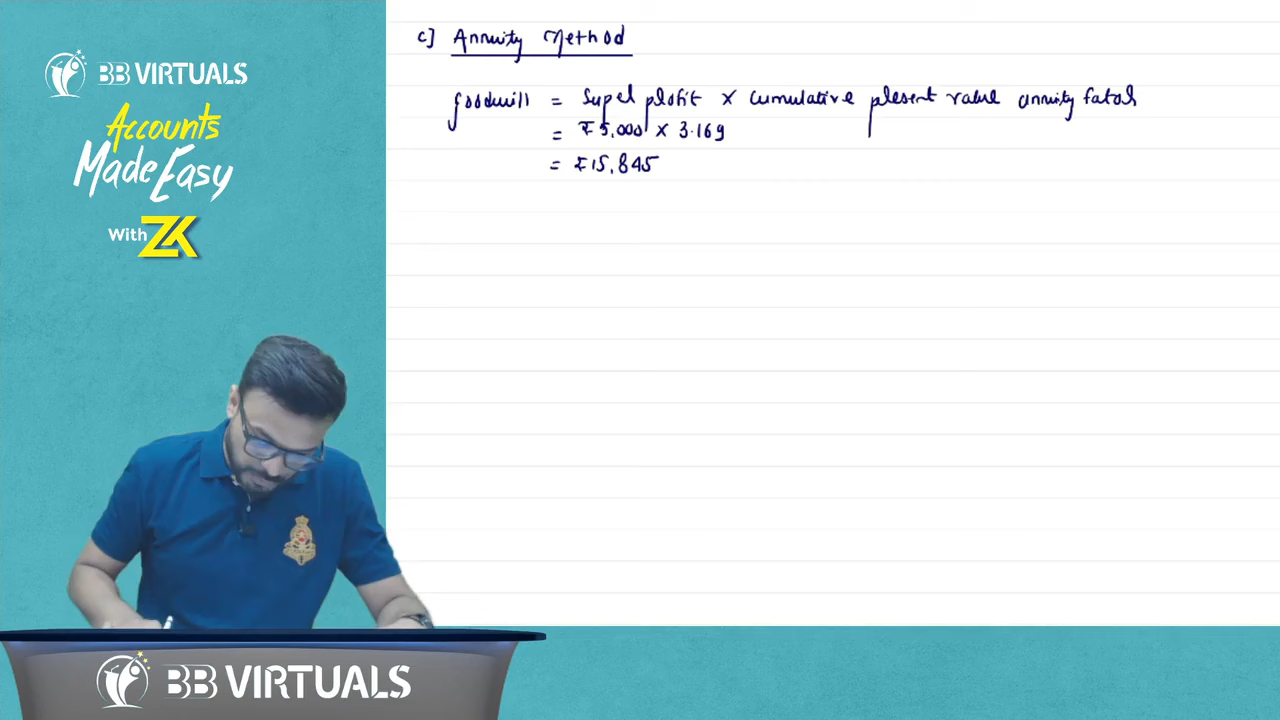 BB VIRTUALS
Accounts
Made Easy
With ZK
c] Annuity Method
Goodwill = Super profit × cumulative present value annuity fator
= ₹5,000 × 3.169
= ₹15,845
BB VIRTUALS